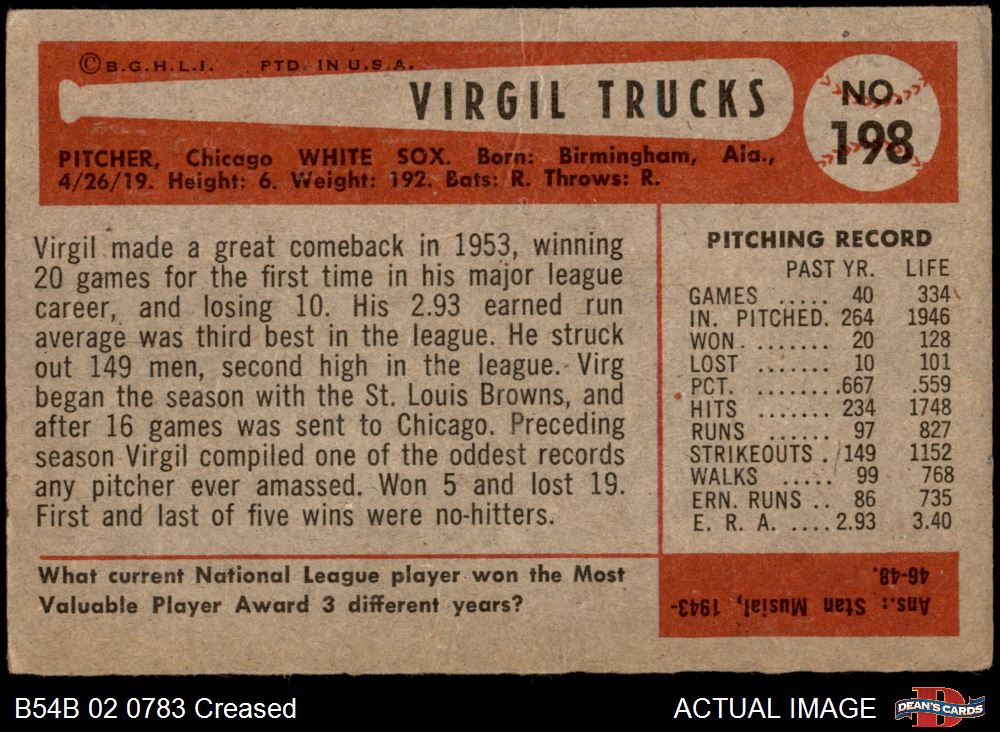 © B.G.H.L.I. PTD. IN U.S.A.
VIRGIL TRUCKS
NO.
198
PITCHER, Chicago WHITE SOX. Born: Birmingham, Ala.,
4/26/19. Height: 6. Weight: 192. Bats: R. Throws: R.
Virgil made a great comeback in 1953, winning
20 games for the first time in his major league
career, and losing 10. His 2.93 earned run
average was third best in the league. He struck
out 149 men, second high in the league. Virg
began the season with the St. Louis Browns, and
after 16 games was sent to Chicago. Preceding
season Virgil compiled one of the oddest records
any pitcher ever amassed. Won 5 and lost 19.
First and last of five wins were no-hitters.
PITCHING RECORD
PAST YR. LIFE
GAMES ..... 40 334
IN. PITCHED. 264 1946
WON ........ 20 128
LOST ....... 10 101
PCT. ........ .667 .559
HITS ....... 234 1748
RUNS ...... 97 827
STRIKEOUTS . 149 1152
WALKS ..... 99 768
ERN. RUNS .. 86 735
E. R. A. .... 2.93 3.40
What current National League player won the Most
Valuable Player Award 3 different years?
Ans.: Stan Musial, 1943-
46-48.
B54B 02 0783 Creased
ACTUAL IMAGE
DEAN'S CARDS